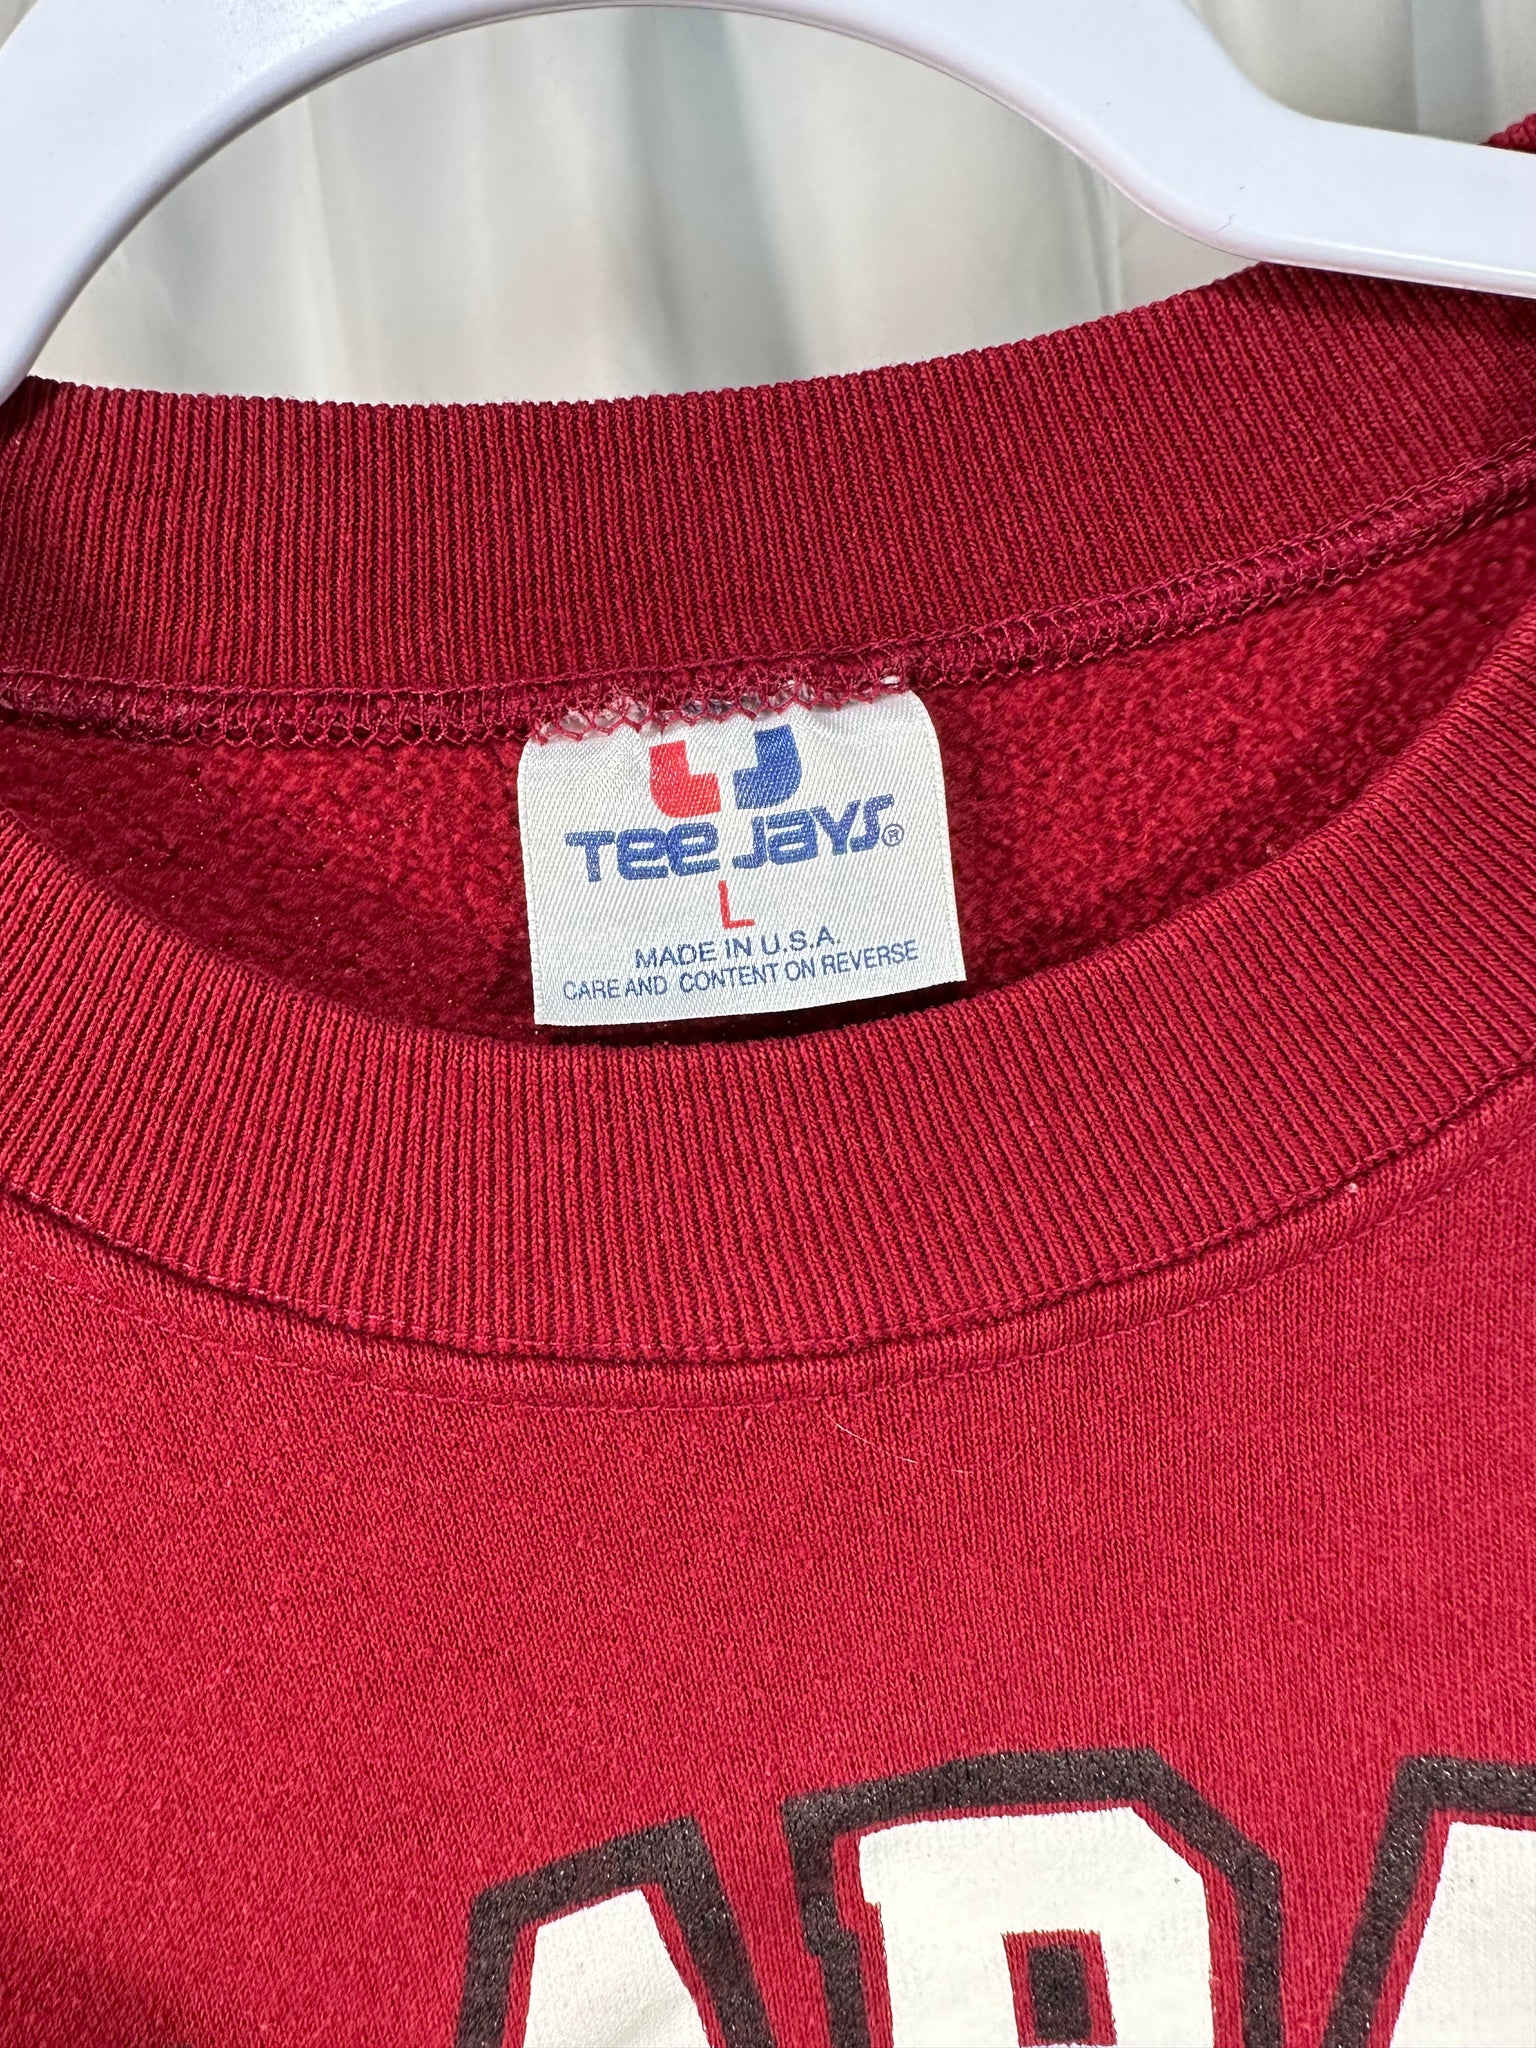 TEE JAYS®
L
MADE IN U.S.A.
CARE AND CONTENT ON REVERSE